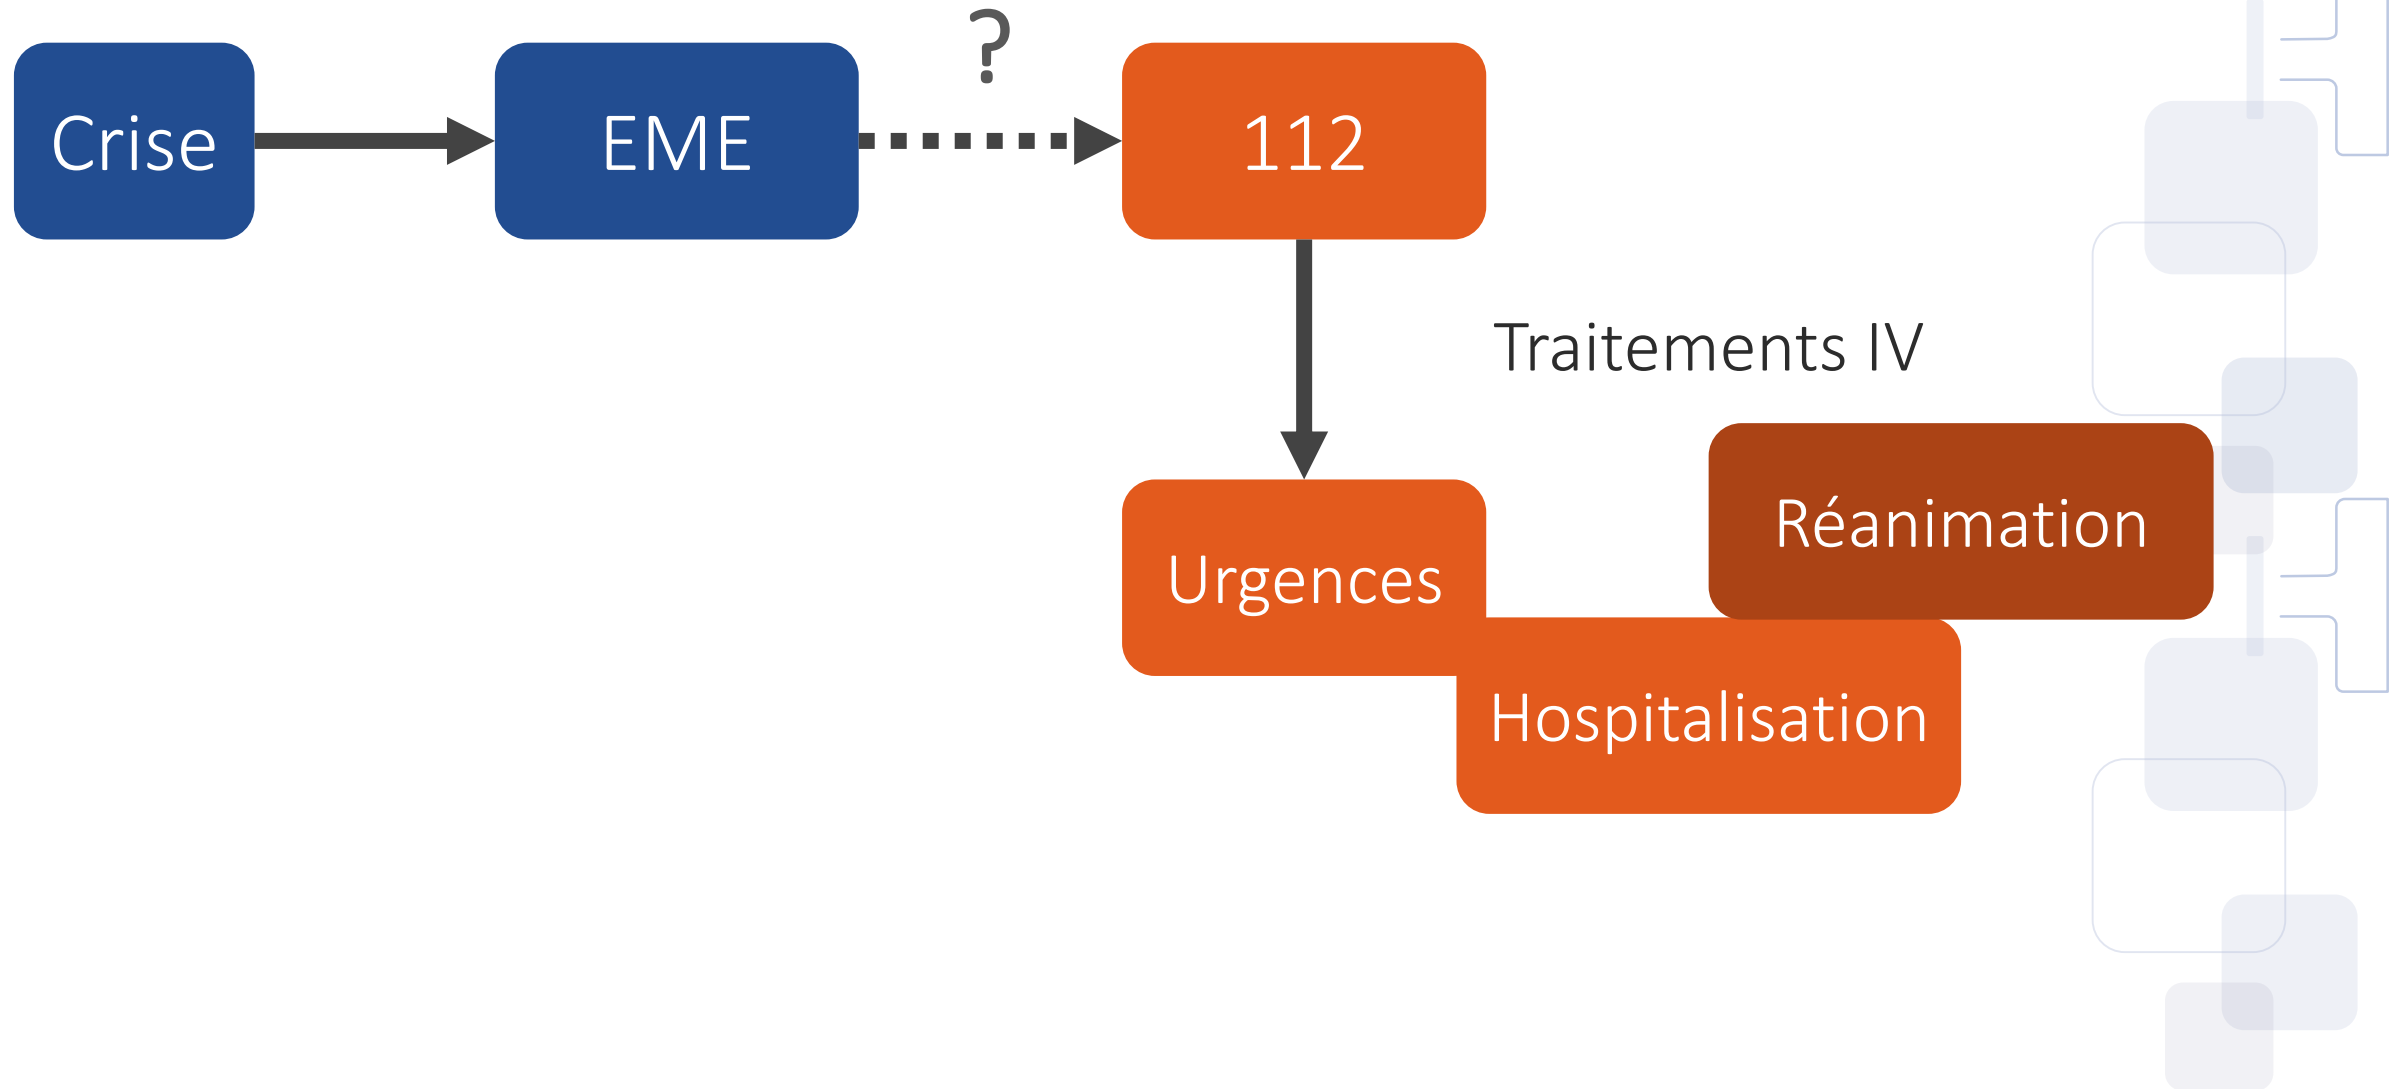 ?
Crise
EME
112
Traitements IV
Réanimation
Urgences
Hospitalisation